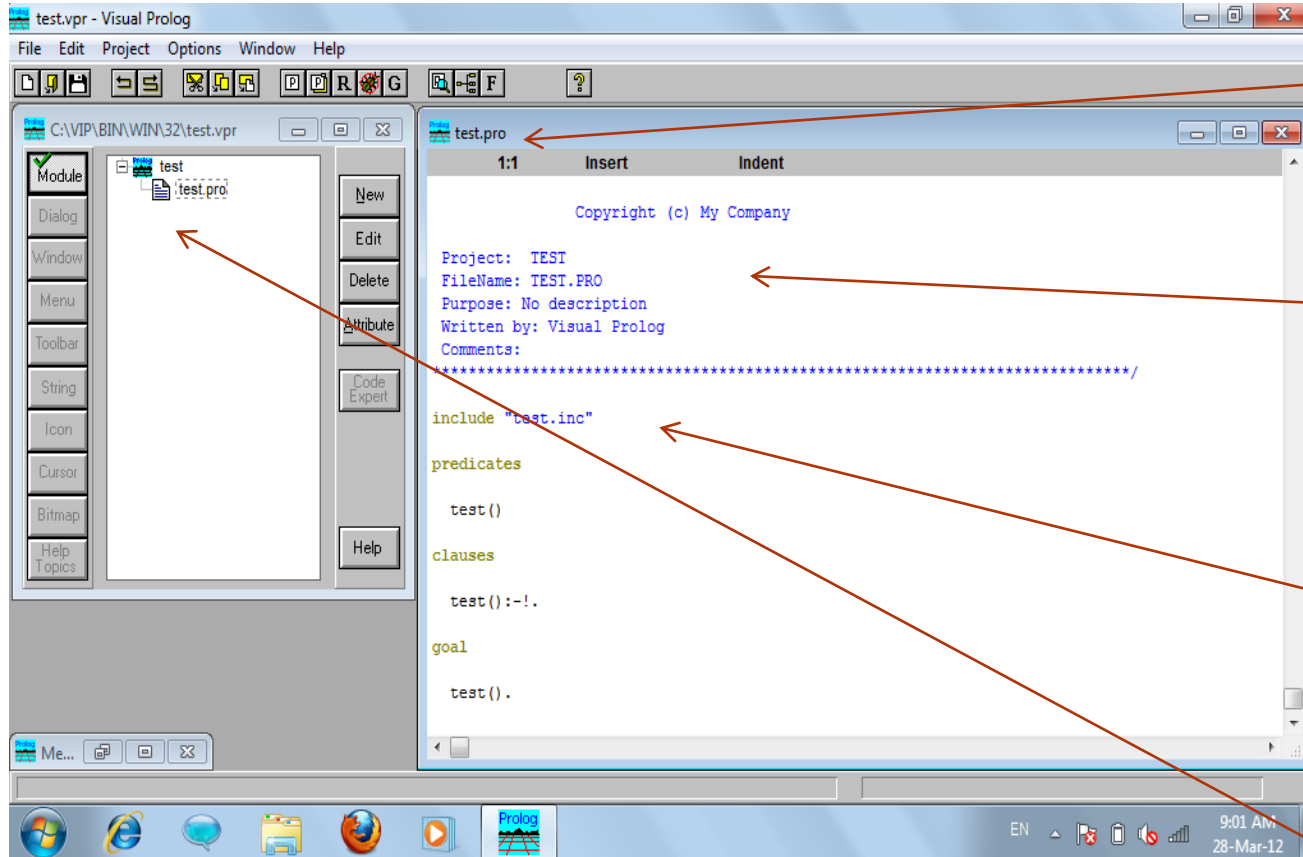 test.vpr - Visual Prolog
File Edit Project Options Window Help
P P R G F ?
C:\VIP\BIN\WIN\32\test.vpr
Module
Dialog
Window
Menu
Toolbar
String
Icon
Cursor
Bitmap
Help Topics
test
test.pro
New
Edit
Delete
Attribute
Code Expert
Help
test.pro
1:1 Insert Indent
Copyright (c) My Company
Project: TEST
FileName: TEST.PRO
Purpose: No description
Written by: Visual Prolog
Comments:
******************************************************************************/
include "test.inc"
predicates
test()
clauses
test():-!.
goal
test().
Me...
Prolog
EN
9:01 AM
28-Mar-12